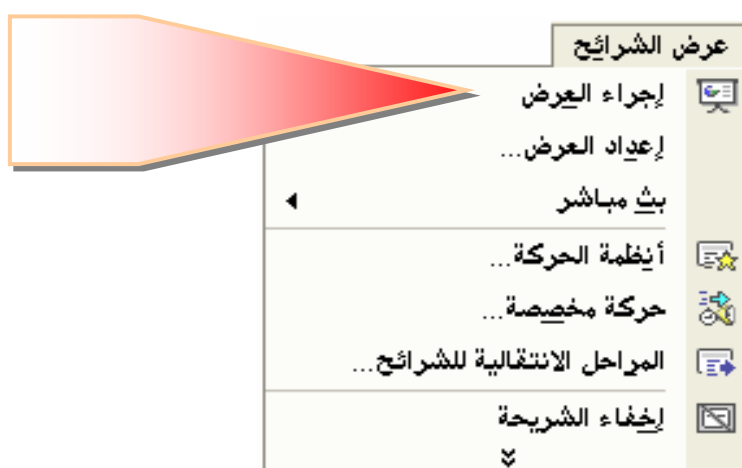 عرض الشرائح
إجراء العرض
إعداد العرض...
بث مباشر
أنظمة الحركة...
حركة مخصصة...
المراحل الانتقالية للشرائح...
إخفاء الشريحة